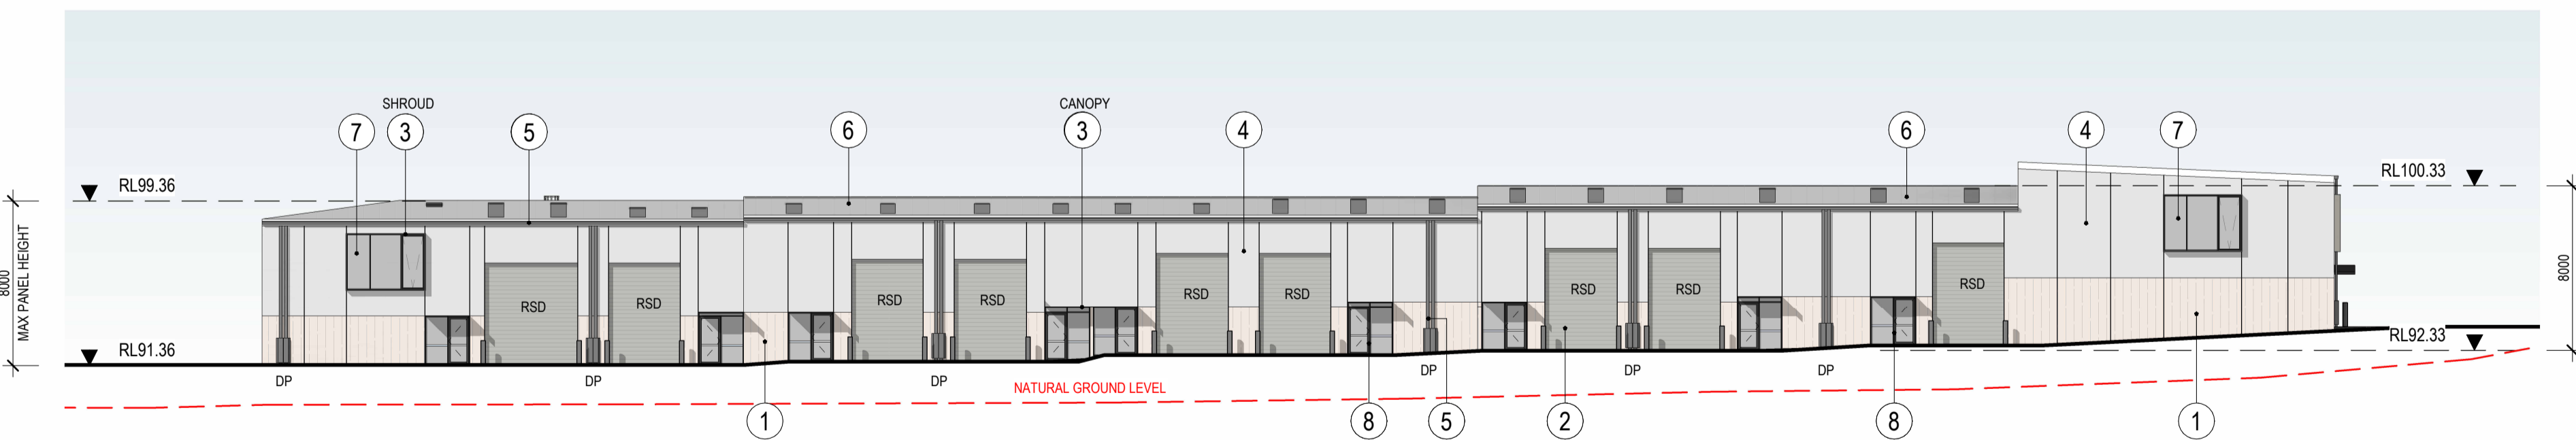 SHROUD
CANOPY
7
3
5
6
3
4
6
4
7
RL99.36
RL100.33
8000
MAX PANEL HEIGHT
8000
RSD
RSD
RSD
RSD
RSD
RSD
RSD
RSD
RSD
RL91.36
RL92.33
DP
DP
DP
DP
DP
DP
NATURAL GROUND LEVEL
1
8
5
2
8
1